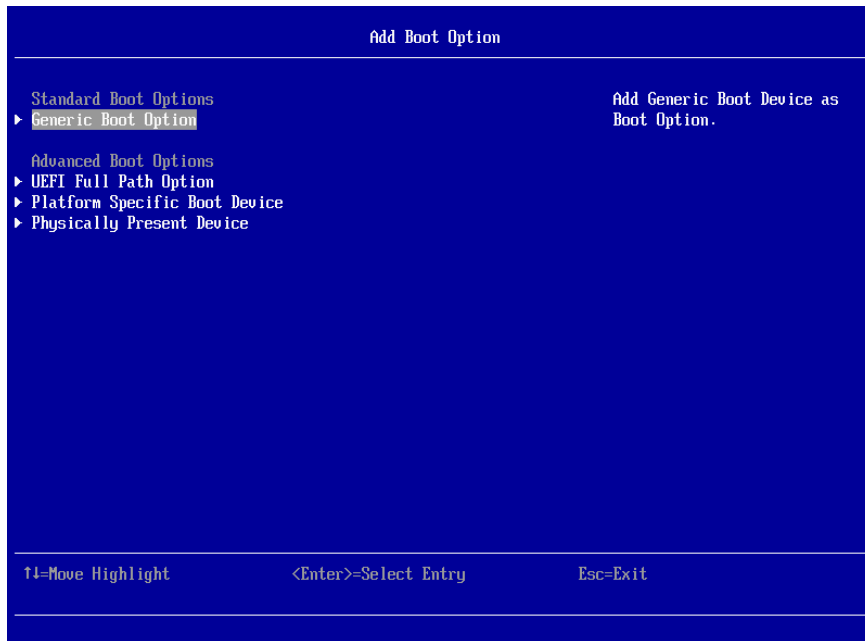 Add Boot Option
Standard Boot Options
Generic Boot Option
Add Generic Boot Device as
Boot Option.
Advanced Boot Options
UEFI Full Path Option
Platform Specific Boot Device
Physically Present Device
↑↓=Move Highlight <Enter>=Select Entry Esc=Exit